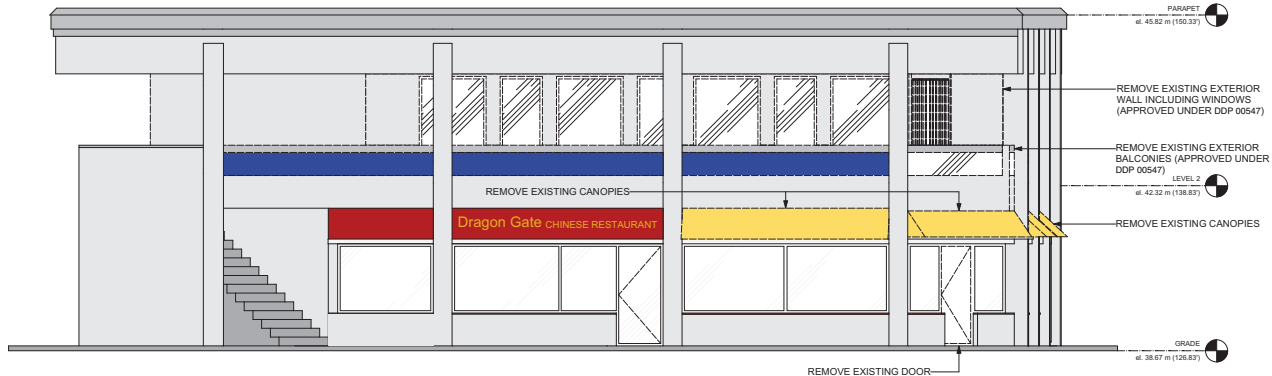 PARAPET
el. 45.82 m (150.33')
REMOVE EXISTING EXTERIOR
WALL INCLUDING WINDOWS
(APPROVED UNDER DDP 00547)
REMOVE EXISTING EXTERIOR
BALCONIES (APPROVED UNDER
DDP 00547)
LEVEL 2
el. 42.32 m (138.83')
REMOVE EXISTING CANOPIES
REMOVE EXISTING CANOPIES
Dragon Gate CHINESE RESTAURANT
GRADE
el. 38.67 m (126.83')
REMOVE EXISTING DOOR